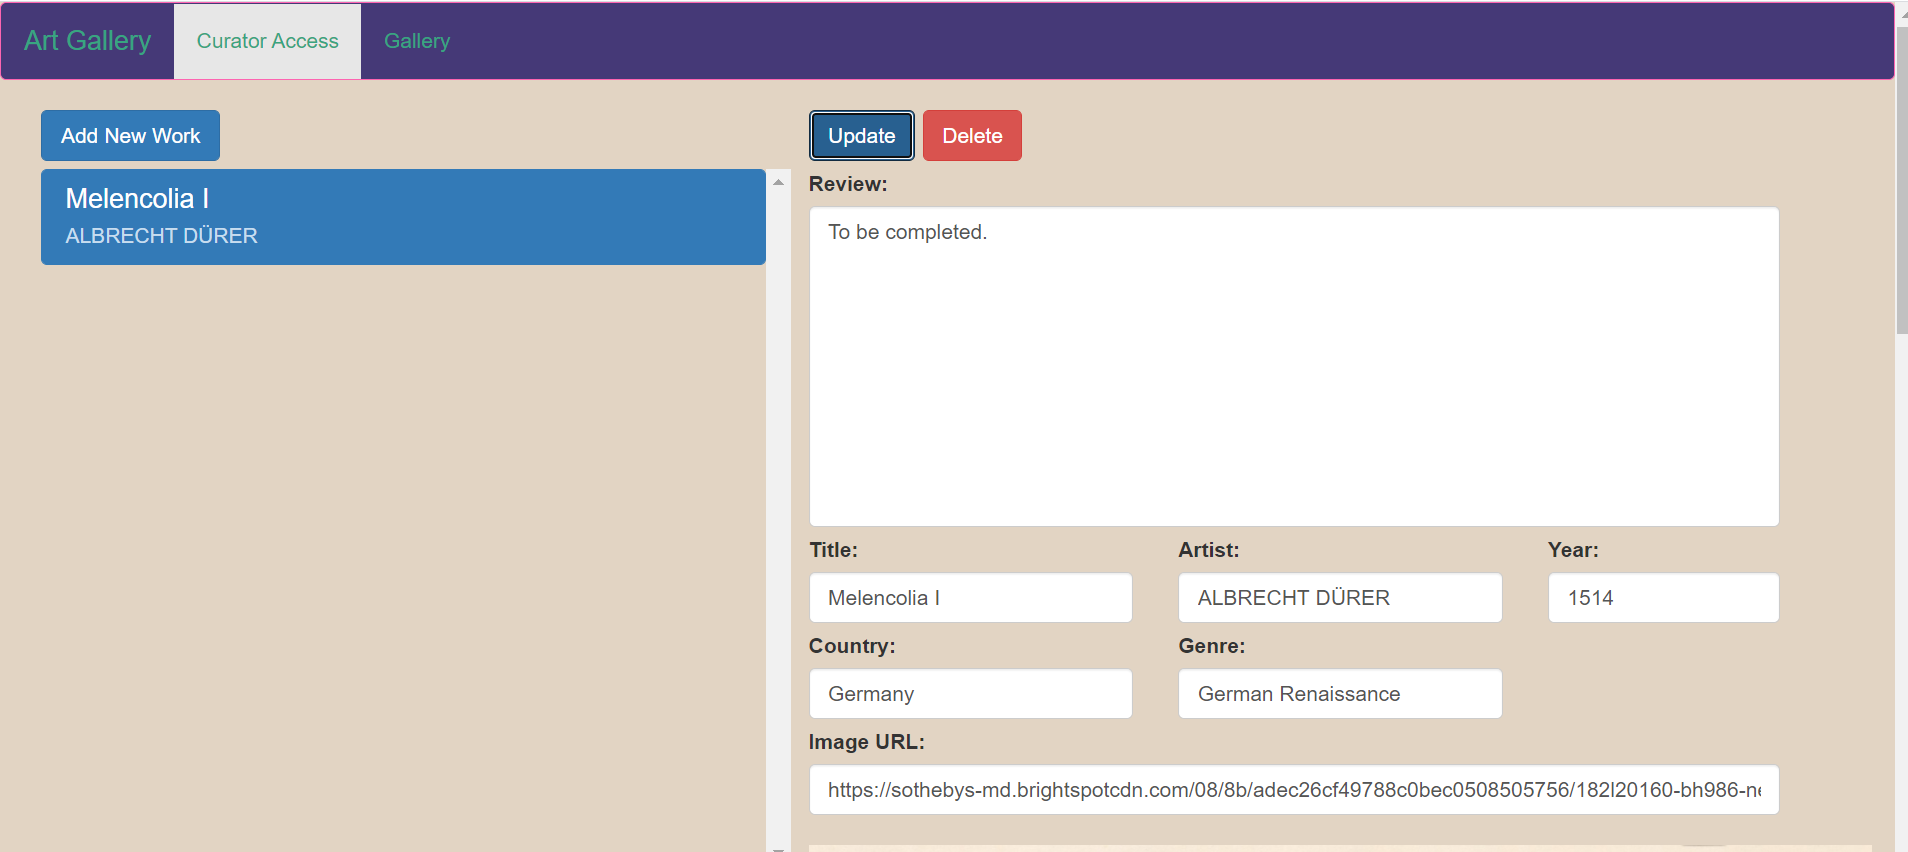 Art Gallery Curator Access Gallery
Add New Work
Melencolia I
ALBRECHT DÜRER
Update Delete
Review:
To be completed.
Title: Artist: Year:
Melencolia I ALBRECHT DÜRER 1514
Country: Genre:
Germany German Renaissance
Image URL:
https://sothebys-md.brightspotcdn.com/08/8b/adec26cf49788c0bec0508505756/182l20160-bh986-ne